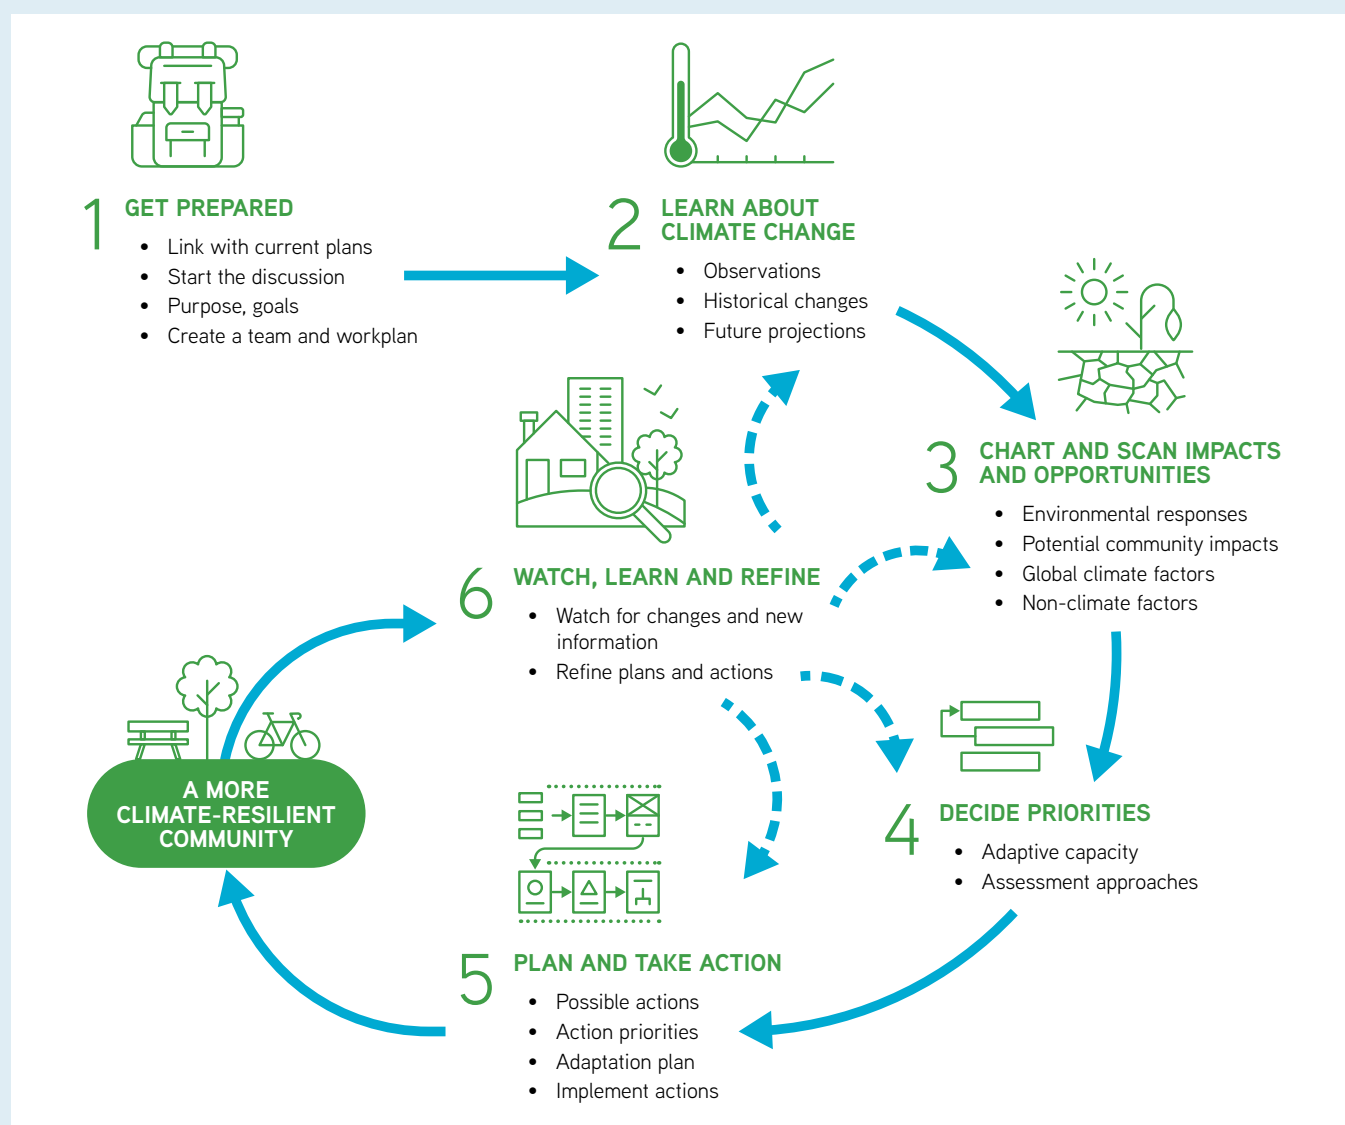 1
GET PREPARED
• Link with current plans
• Start the discussion
• Purpose, goals
• Create a team and workplan
2
LEARN ABOUT
CLIMATE CHANGE
• Observations
• Historical changes
• Future projections
3
CHART AND SCAN IMPACTS
AND OPPORTUNITIES
• Environmental responses
• Potential community impacts
• Global climate factors
• Non-climate factors
4
DECIDE PRIORITIES
• Adaptive capacity
• Assessment approaches
5
PLAN AND TAKE ACTION
• Possible actions
• Action priorities
• Adaptation plan
• Implement actions
A MORE
CLIMATE-RESILIENT
COMMUNITY
6
WATCH, LEARN AND REFINE
• Watch for changes and new
information
• Refine plans and actions